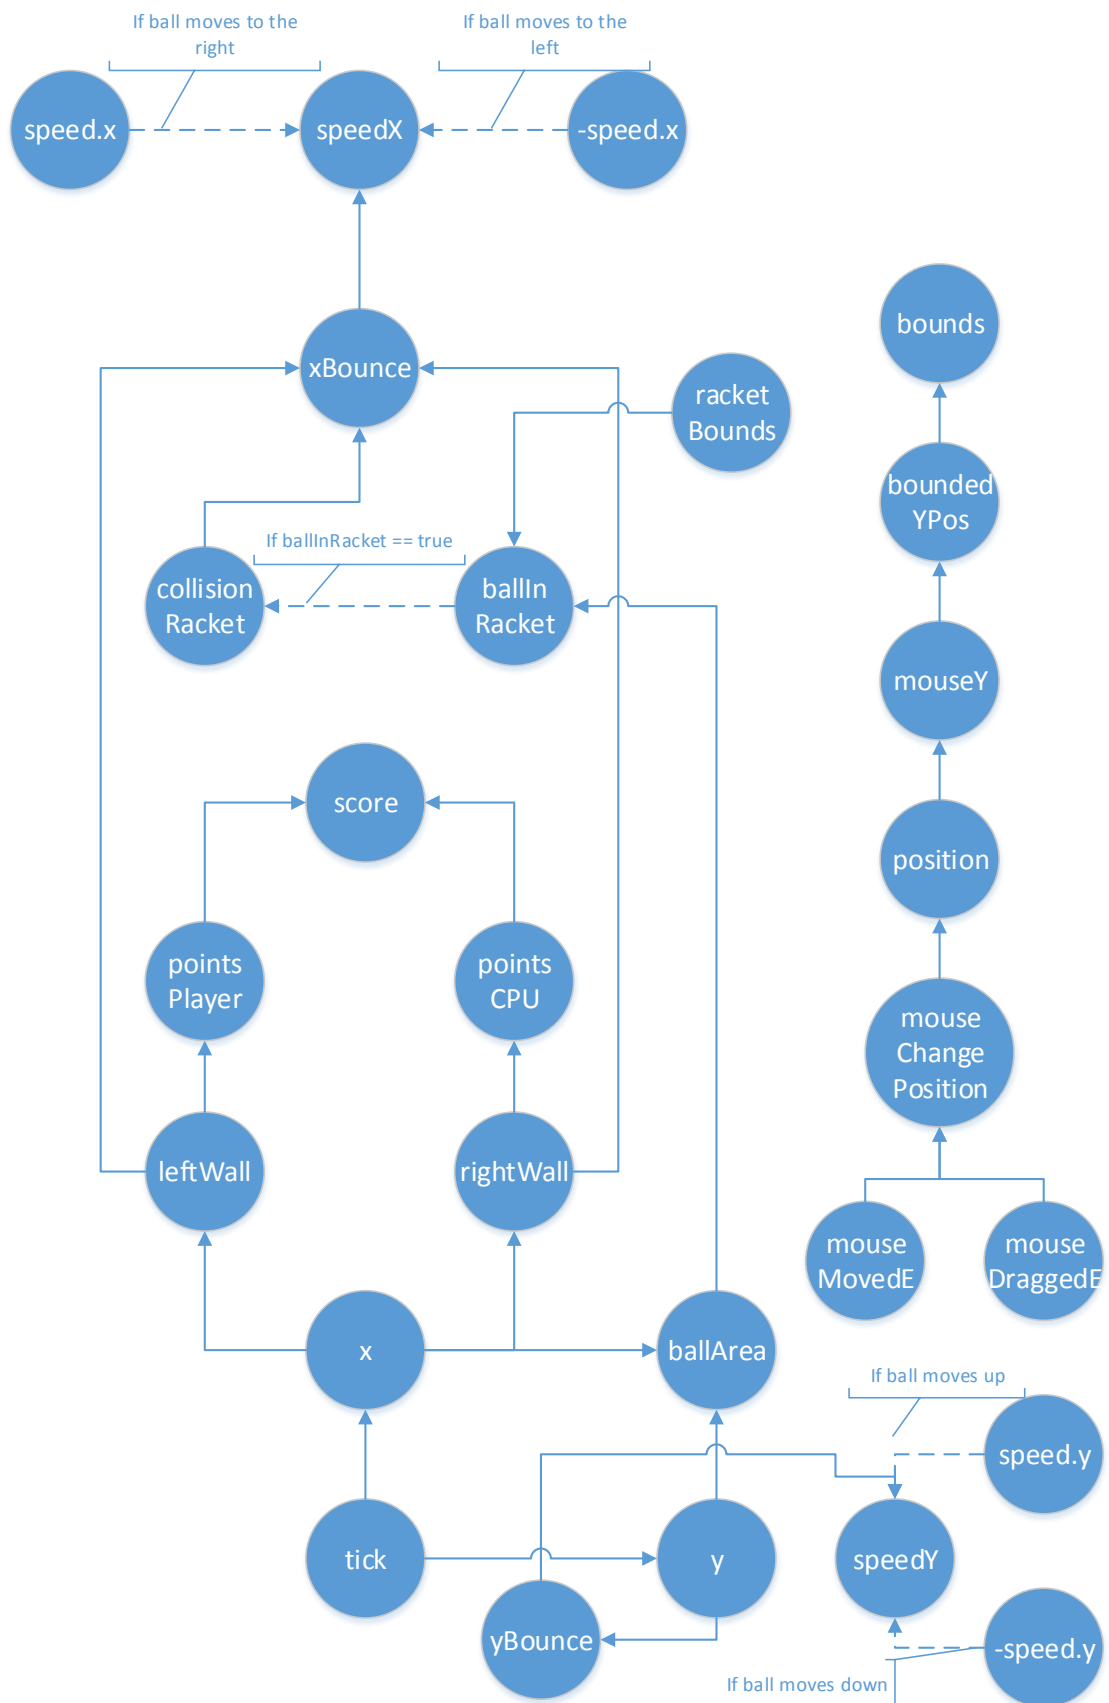 If ball moves to the
right
If ball moves to the
left
speed.x
speedX
-speed.x
bounds
xBounce
racket
Bounds
bounded
YPos
If ballInRacket == true
collision
Racket
ballIn
Racket
mouseY
score
position
points
Player
points
CPU
mouse
Change
Position
leftWall
rightWall
mouse
MovedE
mouse
DraggedE
x
ballArea
If ball moves up
speed.y
tick
y
speedY
yBounce
-speed.y
If ball moves down